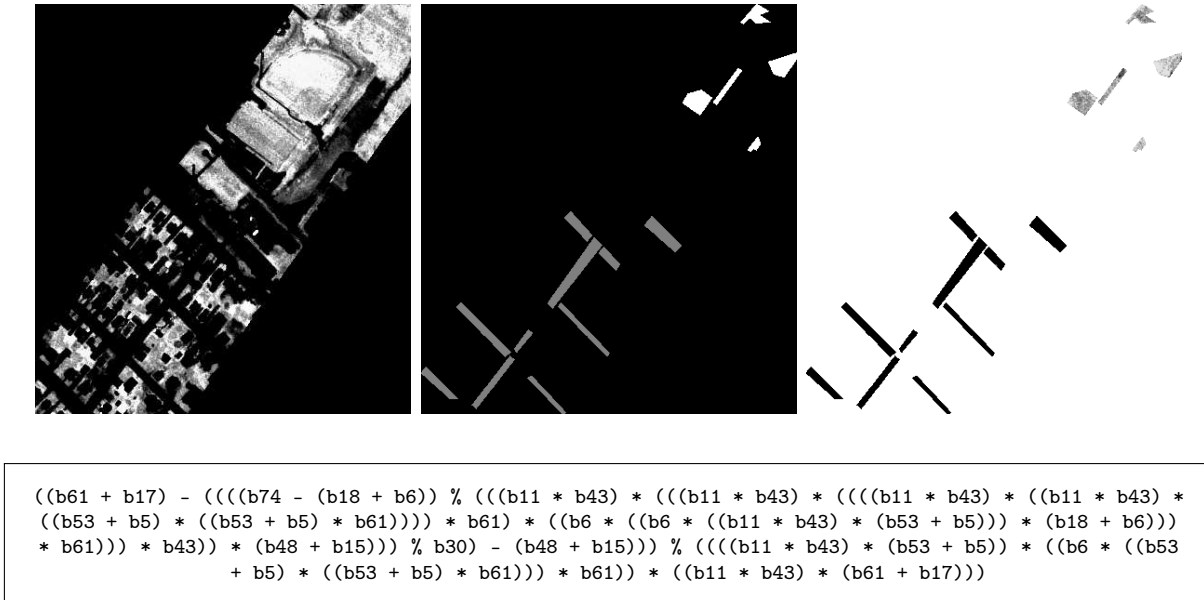 ((b61 + b17) - ((((b74 - (b18 + b6)) % (((b11 * b43) * (((b11 * b43) * ((((b11 * b43) * ((b11 * b43) *
((b53 + b5) * ((b53 + b5) * b61)))) * b61) * ((b6 * ((b6 * ((b11 * b43) * (b53 + b5))) * (b18 + b6)))
* b61))) * b43)) * (b48 + b15))) % b30) - (b48 + b15))) % ((((b11 * b43) * (b53 + b5)) * ((b6 * ((b53
+ b5) * ((b53 + b5) * b61))) * b61)) * ((b11 * b43) * (b61 + b17)))